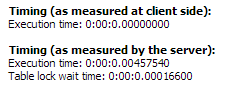 Timing (as measured at client side):
Execution time: 0:00:0.00000000
Timing (as measured by the server):
Execution time: 0:00:0.00457540
Table lock wait time: 0:00:0.00016600